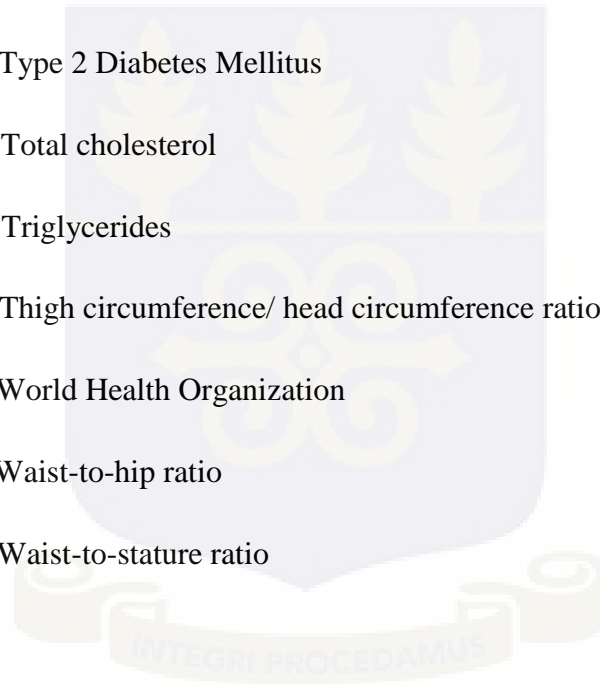 Type 2 Diabetes Mellitus
Total cholesterol
Triglycerides
Thigh circumference/ head circumference ratio
World Health Organization
Waist-to-hip ratio
Waist-to-stature ratio
INTEGRI PROCEDAMUS